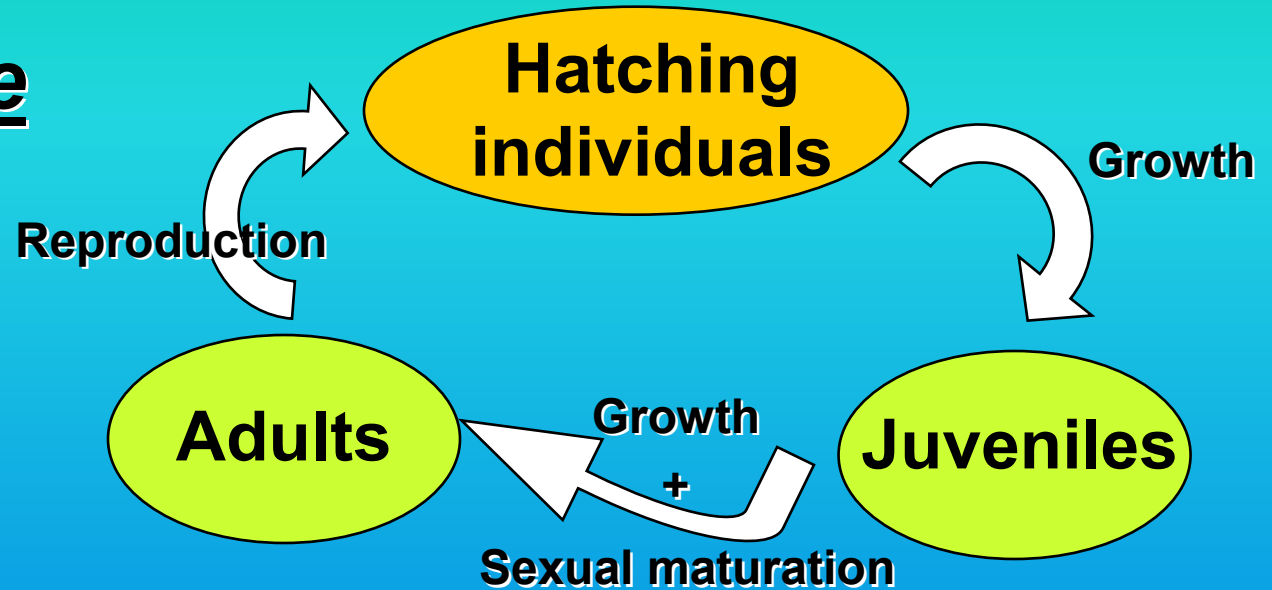 Hatching
individuals
Growth
Reproduction
Adults
Growth
+
Sexual maturation
Juveniles